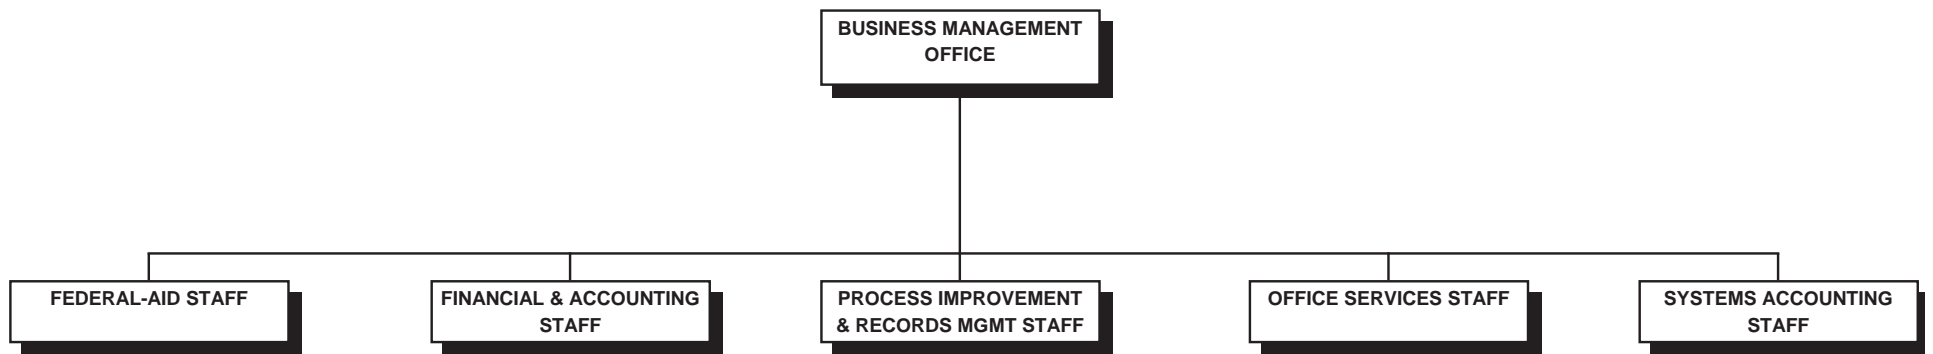 BUSINESS MANAGEMENT
OFFICE
FEDERAL-AID STAFF
FINANCIAL & ACCOUNTING
STAFF
PROCESS IMPROVEMENT
& RECORDS MGMT STAFF
OFFICE SERVICES STAFF
SYSTEMS ACCOUNTING
STAFF